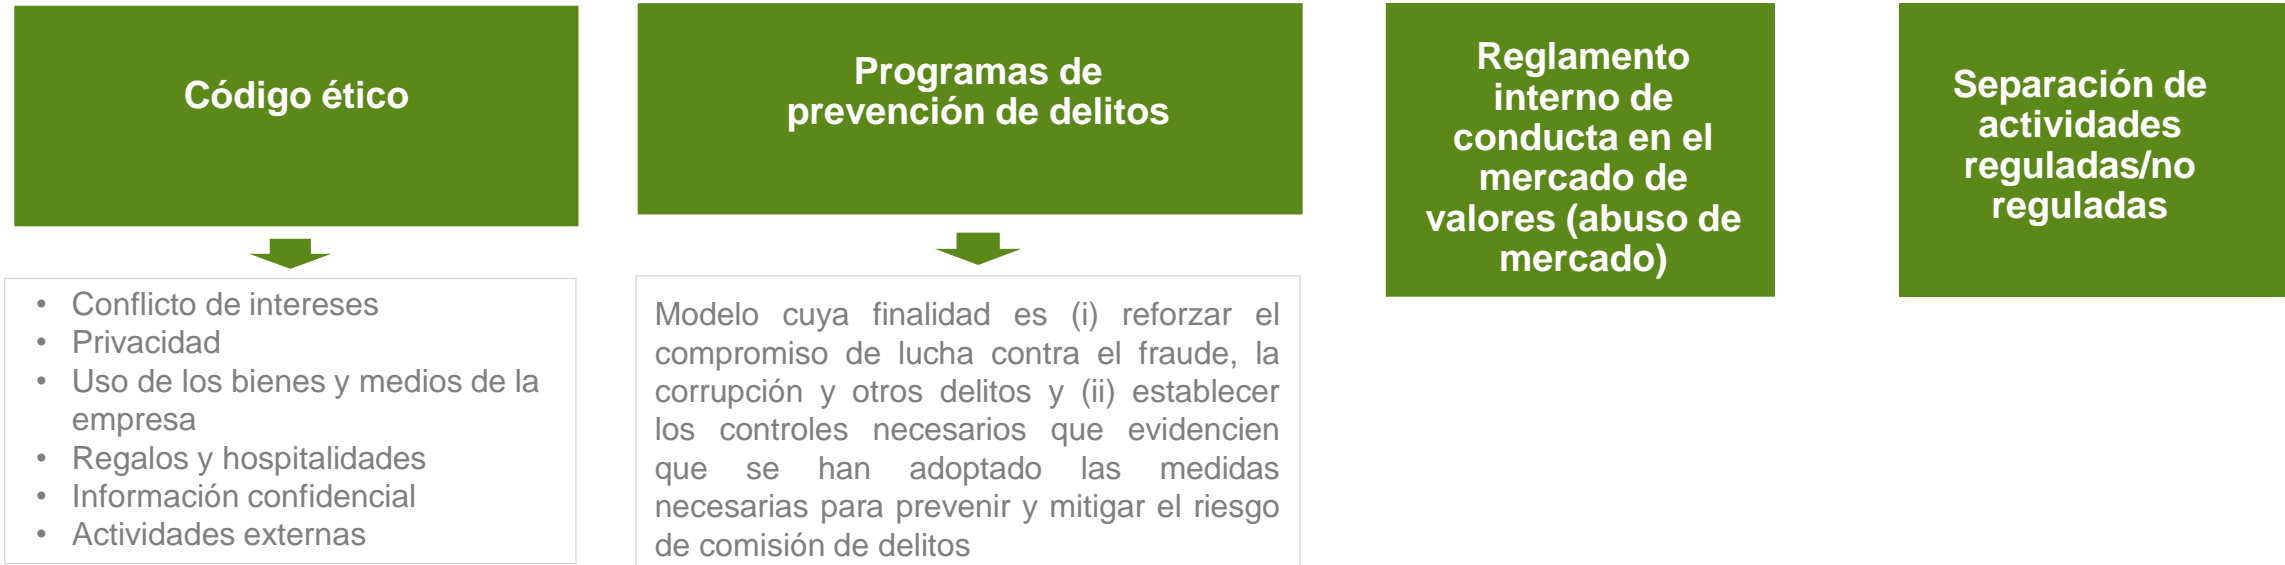 Código ético
Programas de
prevención de delitos
Reglamento
interno de
conducta en el
mercado de
valores (abuso de
mercado)
Separación de
actividades
reguladas/no
reguladas
• Conflicto de intereses
• Privacidad
• Uso de los bienes y medios de la
empresa
• Regalos y hospitalidades
• Información confidencial
• Actividades externas
Modelo cuya finalidad es (i) reforzar el
compromiso de lucha contra el fraude, la
corrupción y otros delitos y (ii) establecer
los controles necesarios que evidencien
que se han adoptado las medidas
necesarias para prevenir y mitigar el riesgo
de comisión de delitos